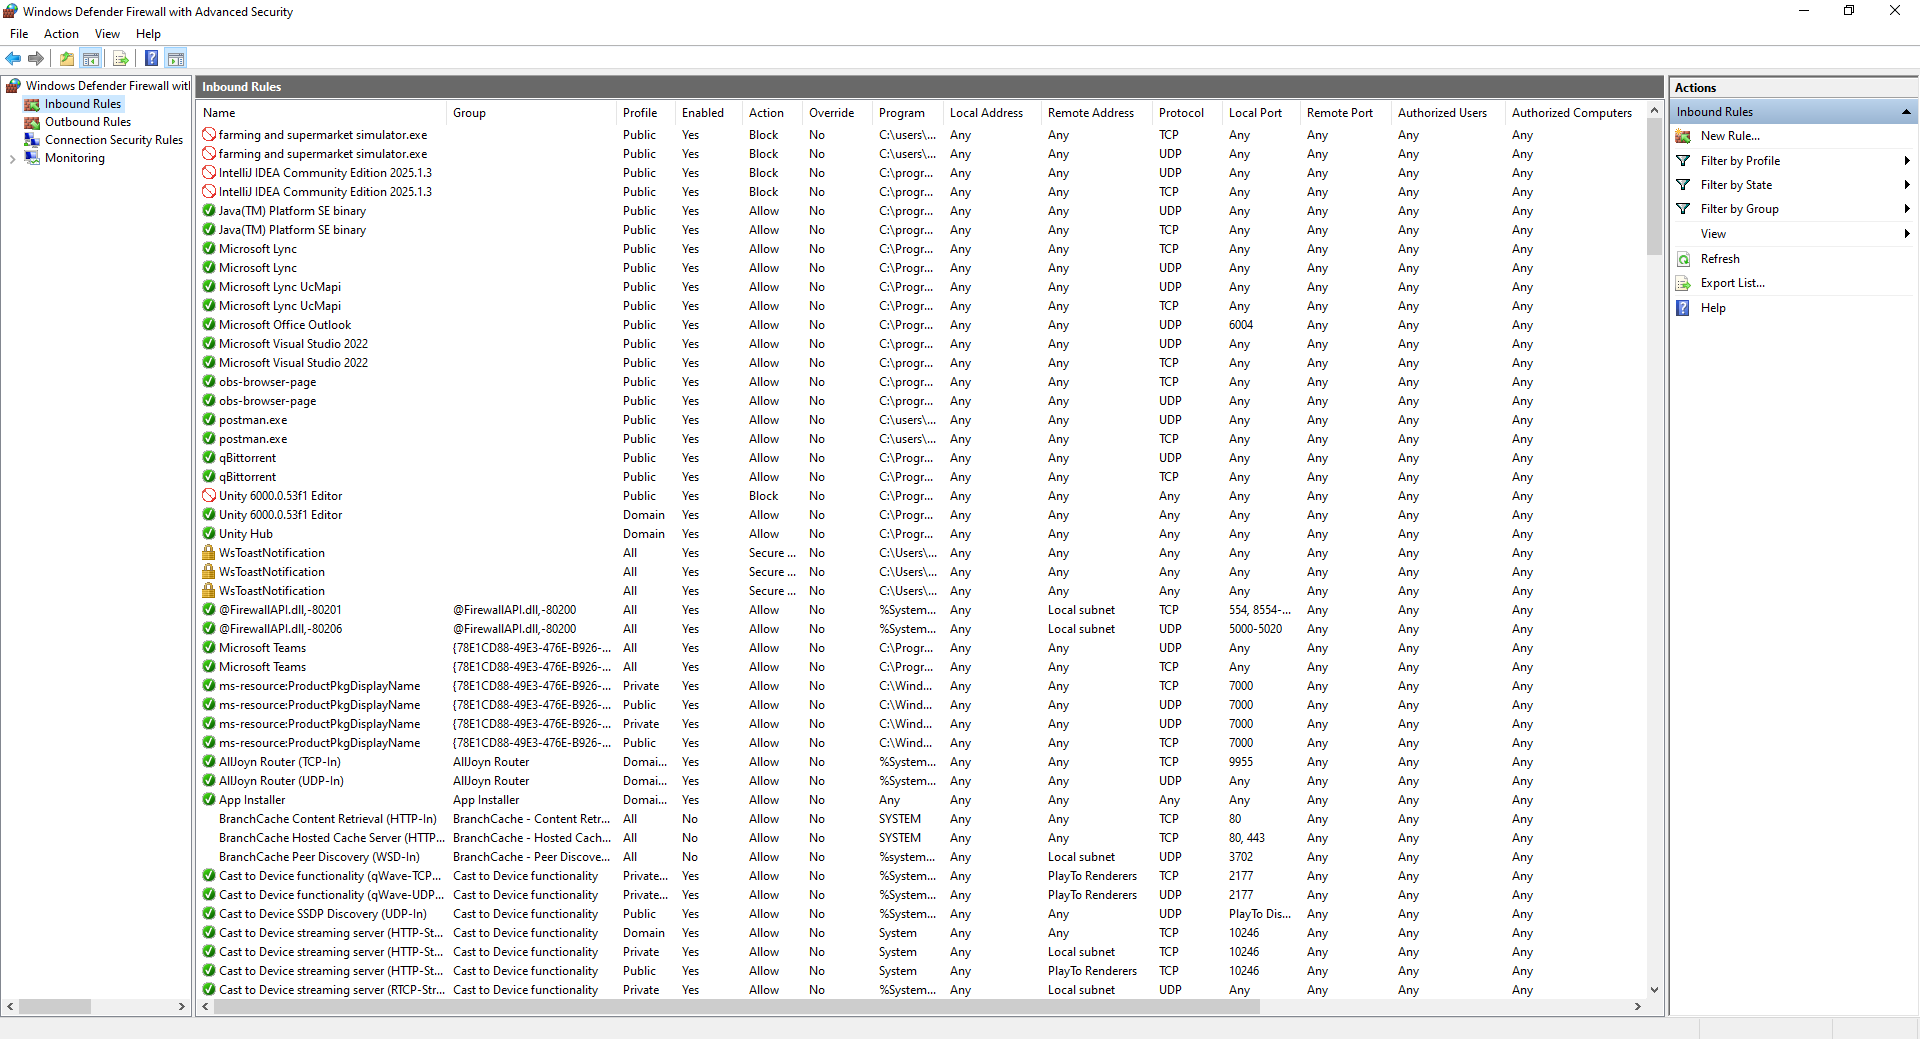 Windows Defender Firewall with Advanced Security
File Action View Help
Windows Defender Firewall witl
Inbound Rules
Outbound Rules
Connection Security Rules
Monitoring
Inbound Rules
Name Group Profile Enabled Action Override Program Local Address Remote Address Protocol Local Port Remote Port Authorized Users Authorized Computers
farming and supermarket simulator.exe Public Yes Block No C:\users\... Any Any TCP Any Any Any Any
farming and supermarket simulator.exe Public Yes Block No C:\users\... Any Any UDP Any Any Any Any
IntelliJ IDEA Community Edition 2025.1.3 Public Yes Block No C:\progr... Any Any UDP Any Any Any Any
IntelliJ IDEA Community Edition 2025.1.3 Public Yes Block No C:\progr... Any Any TCP Any Any Any Any
Java(TM) Platform SE binary Public Yes Allow No C:\progr... Any Any UDP Any Any Any Any
Java(TM) Platform SE binary Public Yes Allow No C:\progr... Any Any TCP Any Any Any Any
Microsoft Lync Public Yes Allow No C:\Progr... Any Any TCP Any Any Any Any
Microsoft Lync Public Yes Allow No C:\Progr... Any Any UDP Any Any Any Any
Microsoft Lync UcMapi Public Yes Allow No C:\Progr... Any Any UDP Any Any Any Any
Microsoft Lync UcMapi Public Yes Allow No C:\Progr... Any Any TCP Any Any Any Any
Microsoft Office Outlook Public Yes Allow No C:\Progr... Any Any UDP 6004 Any Any Any
Microsoft Visual Studio 2022 Public Yes Allow No C:\progr... Any Any UDP Any Any Any Any
Microsoft Visual Studio 2022 Public Yes Allow No C:\progr... Any Any TCP Any Any Any Any
obs-browser-page Public Yes Allow No C:\progr... Any Any TCP Any Any Any Any
obs-browser-page Public Yes Allow No C:\progr... Any Any UDP Any Any Any Any
postman.exe Public Yes Allow No C:\users\... Any Any UDP Any Any Any Any
postman.exe Public Yes Allow No C:\users\... Any Any TCP Any Any Any Any
qBittorrent Public Yes Allow No C:\Progr... Any Any UDP Any Any Any Any
qBittorrent Public Yes Allow No C:\Progr... Any Any TCP Any Any Any Any
Unity 6000.0.53f1 Editor Public Yes Block No C:\Progr... Any Any Any Any Any Any Any
Unity 6000.0.53f1 Editor Domain Yes Allow No C:\Progr... Any Any Any Any Any Any Any
Unity Hub Domain Yes Allow No C:\Progr... Any Any Any Any Any Any Any
WsToastNotification All Yes Secure ... No C:\Users\... Any Any Any Any Any Any Any
WsToastNotification All Yes Secure ... No C:\Users\... Any Any Any Any Any Any Any
WsToastNotification All Yes Secure ... No C:\Users\... Any Any Any Any Any Any Any
@FirewallAPI.dll,-80201 @FirewallAPI.dll,-80200 All Yes Allow No %System... Any Local subnet TCP 554, 8554-... Any Any Any
@FirewallAPI.dll,-80206 @FirewallAPI.dll,-80200 All Yes Allow No %System... Any Local subnet UDP 5000-5020 Any Any Any
Microsoft Teams {78E1CD88-49E3-476E-B926-... All Yes Allow No C:\Progr... Any Any UDP Any Any Any Any
Microsoft Teams {78E1CD88-49E3-476E-B926-... All Yes Allow No C:\Progr... Any Any TCP Any Any Any Any
ms-resource:ProductPkgDisplayName {78E1CD88-49E3-476E-B926-... Private Yes Allow No C:\Wind... Any Any TCP 7000 Any Any Any
ms-resource:ProductPkgDisplayName {78E1CD88-49E3-476E-B926-... Public Yes Allow No C:\Wind... Any Any UDP 7000 Any Any Any
ms-resource:ProductPkgDisplayName {78E1CD88-49E3-476E-B926-... Private Yes Allow No C:\Wind... Any Any UDP 7000 Any Any Any
ms-resource:ProductPkgDisplayName {78E1CD88-49E3-476E-B926-... Public Yes Allow No C:\Wind... Any Any TCP 7000 Any Any Any
AllJoyn Router (TCP-In) AllJoyn Router Domai... Yes Allow No %System... Any Any TCP 9955 Any Any Any
AllJoyn Router (UDP-In) AllJoyn Router Domai... Yes Allow No %System... Any Any UDP Any Any Any Any
App Installer App Installer Domai... Yes Allow No Any Any Any Any Any Any Any Any
BranchCache Content Retrieval (HTTP-In) BranchCache - Content Retr... All No Allow No SYSTEM Any Any TCP 80 Any Any Any
BranchCache Hosted Cache Server (HTTP... BranchCache - Hosted Cach... All No Allow No SYSTEM Any Any TCP 80, 443 Any Any Any
BranchCache Peer Discovery (WSD-In) BranchCache - Peer Discove... All No Allow No %system... Any Local subnet UDP 3702 Any Any Any
Cast to Device functionality (qWave-TCP... Cast to Device functionality Private... Yes Allow No %System... Any PlayTo Renderers TCP 2177 Any Any Any
Cast to Device functionality (qWave-UDP... Cast to Device functionality Private... Yes Allow No %System... Any PlayTo Renderers UDP 2177 Any Any Any
Cast to Device SSDP Discovery (UDP-In) Cast to Device functionality Public Yes Allow No %System... Any Any UDP PlayTo Dis... Any Any Any
Cast to Device streaming server (HTTP-St... Cast to Device functionality Domain Yes Allow No System Any Any TCP 10246 Any Any Any
Cast to Device streaming server (HTTP-St... Cast to Device functionality Private Yes Allow No System Any Local subnet TCP 10246 Any Any Any
Cast to Device streaming server (HTTP-St... Cast to Device functionality Public Yes Allow No System Any PlayTo Renderers TCP 10246 Any Any Any
Cast to Device streaming server (RTCP-Str... Cast to Device functionality Private Yes Allow No %System... Any Local subnet UDP Any Any Any Any
Actions
Inbound Rules
New Rule...
Filter by Profile
Filter by State
Filter by Group
View
Refresh
Export List...
Help